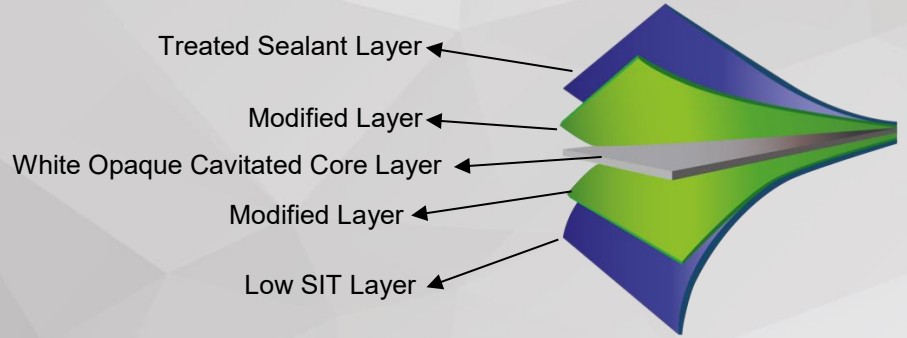 Treated Sealant Layer
Modified Layer
White Opaque Cavitated Core Layer
Modified Layer
Low SIT Layer